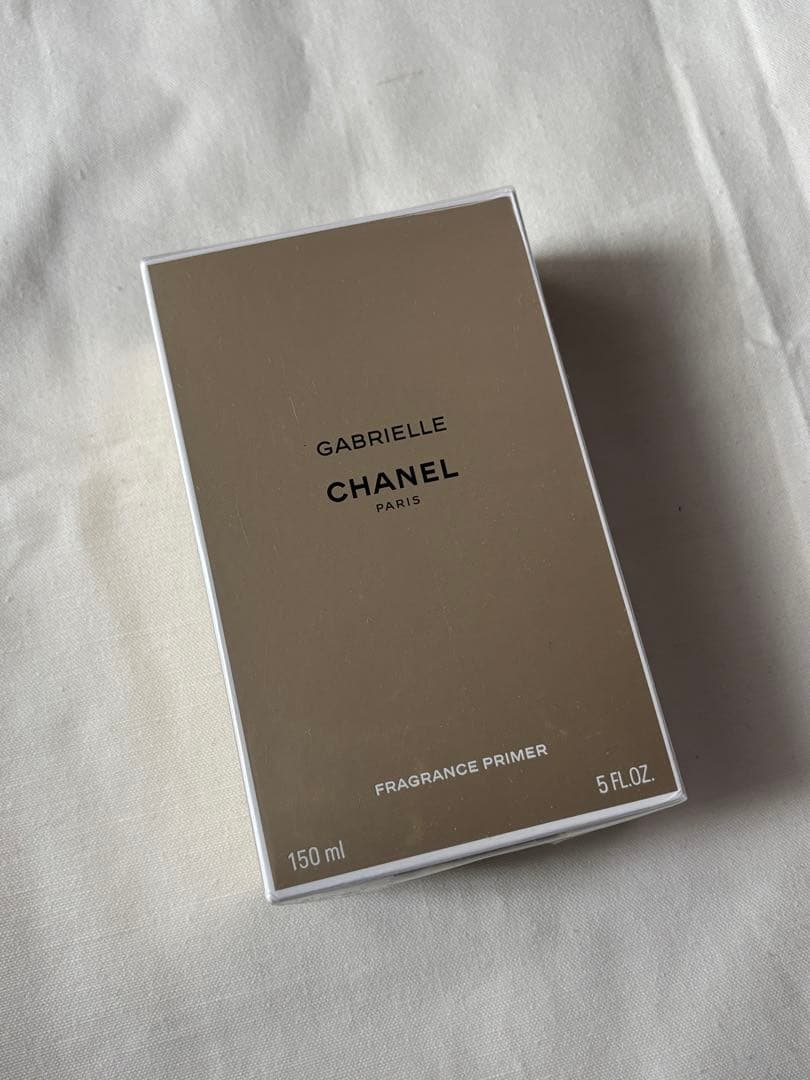 GABRIELLE
CHANEL
PARIS
FRAGRANCE PRIMER
150 ml 5 FL.OZ.